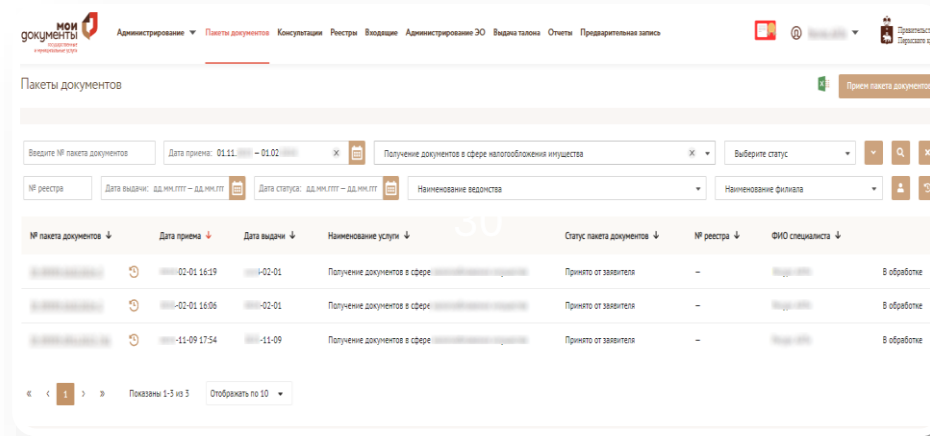 мои
документы
государственные
и муниципальные услуги
Администрирование Пакеты документов Консультации Реестры Входящие Администрирование ЭО Выдача талона Отчеты Предварительная запись
Правительст
Пермского к
Пакеты документов
Прием пакета документов
Введите № пакета документов Дата приема: 01.11. – 01.02 × Получение документов в сфере налогообложения имущества × Выберите статус
№ реестра Дата выдачи: дд.мм.гггг – дд.мм.гггг Дата статуса: дд.мм.гггг – дд.мм.гггг Наименование ведомства Наименование филиала
30
№ пакета документов ↓ Дата приема ↓ Дата выдачи ↓ Наименование услуги ↓ Статус пакета документов ↓ № реестра ↓ ФИО специалиста ↓
-02-01 16:19 -02-01 Получение документов в сфере Принято от заявителя – В обработке
-02-01 16:06 -02-01 Получение документов в сфере Принято от заявителя – В обработке
-11-09 17:54 -11-09 Получение документов в сфере Принято от заявителя – В обработке
« ‹ 1 › » Показаны 1-3 из 3 Отображать по 10